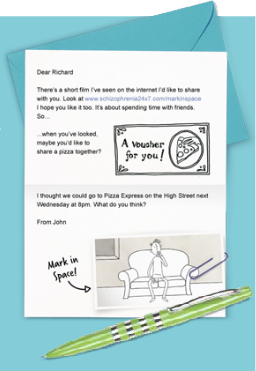 Dear Richard
There's a short film I've seen on the internet I'd like to share
with you. Look at www.schizophrenia24x7.com/markinspace
I hope you like it too. It's about spending time with friends.
So...
...when you've looked,
maybe you'd like to
share a pizza together?
A voucher
for you!
I thought we could go to Pizza Express on the High Street next
Wednesday at 8pm. What do you think?
From John
Mark in
Space!